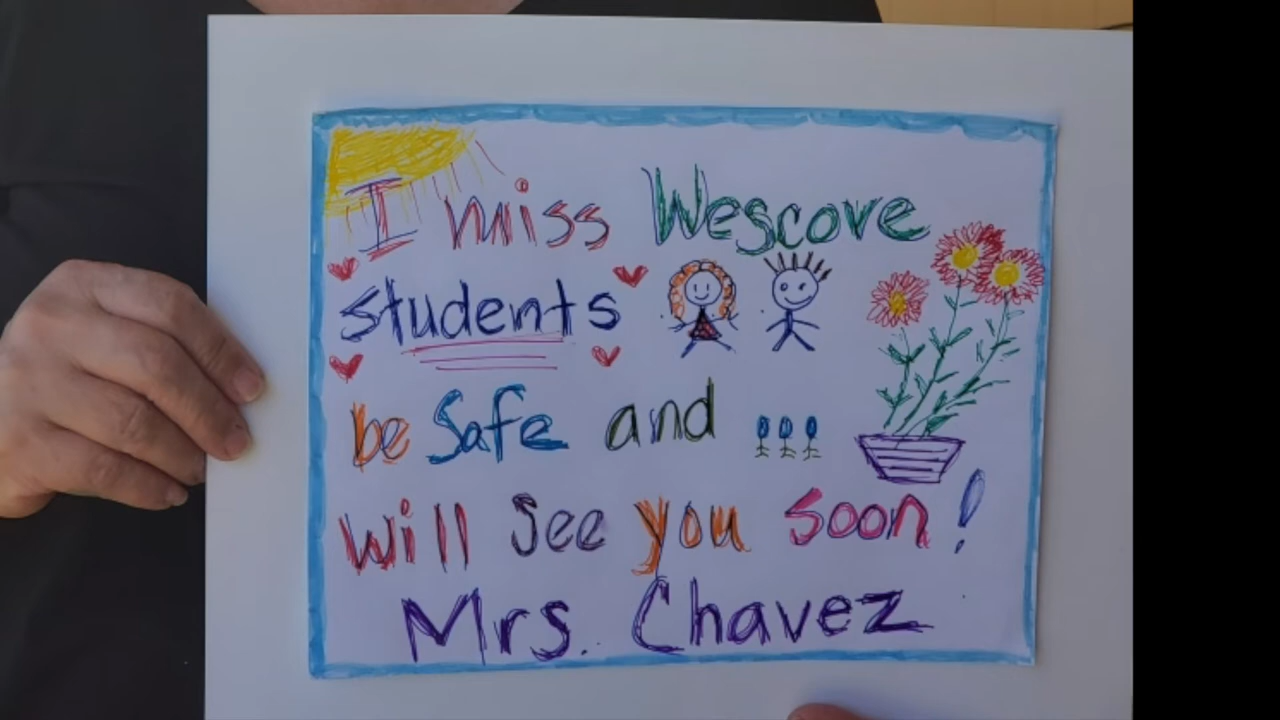 I miss Wescove
students
be Safe and ...
will see you soon!
Mrs. Chavez